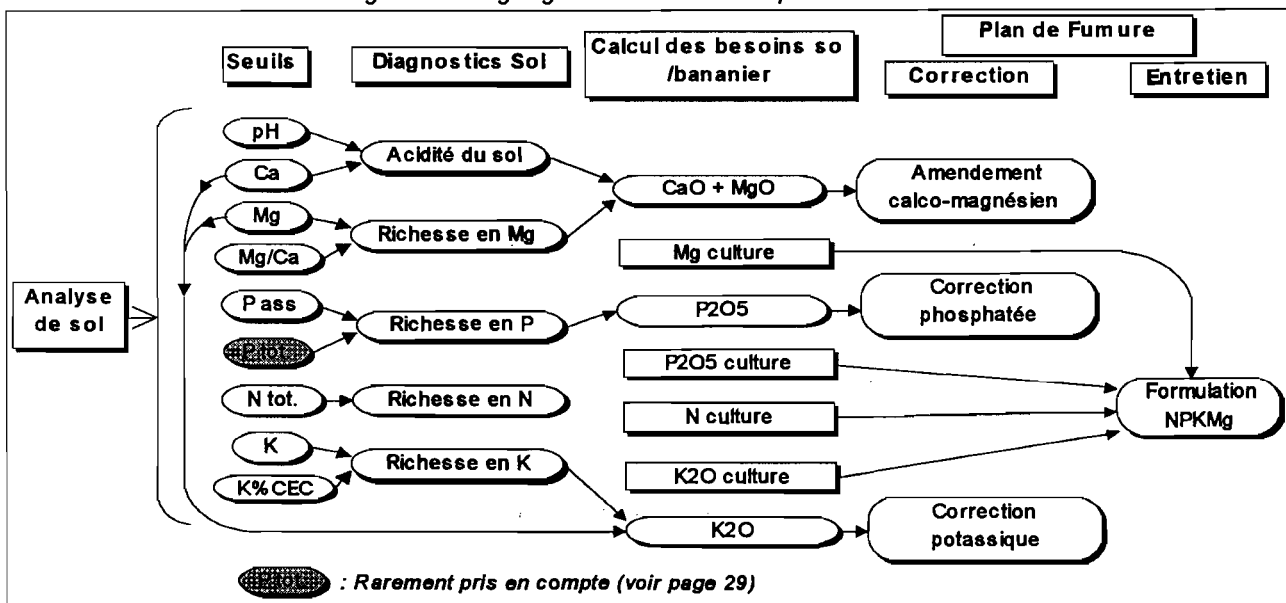 Plan de Fumure
Calcul des besoins so
/bananier
Seuils
Diagnostics Sol
Correction
Entretien
pH
Acidité du sol
Ca
CaO + MgO
Amendement
calco-magnésien
Mg
Richesse en Mg
Mg/Ca
Mg culture
Analyse
de sol
P ass
Richesse en P
P2O5
Correction
phosphatée
P tot.
P2O5 culture
N tot.
Richesse en N
N culture
Formulation
NPKMg
K
Richesse en K
K2O culture
K% CEC
K2O
Correction
potassique
: Rarement pris en compte (voir page 29)